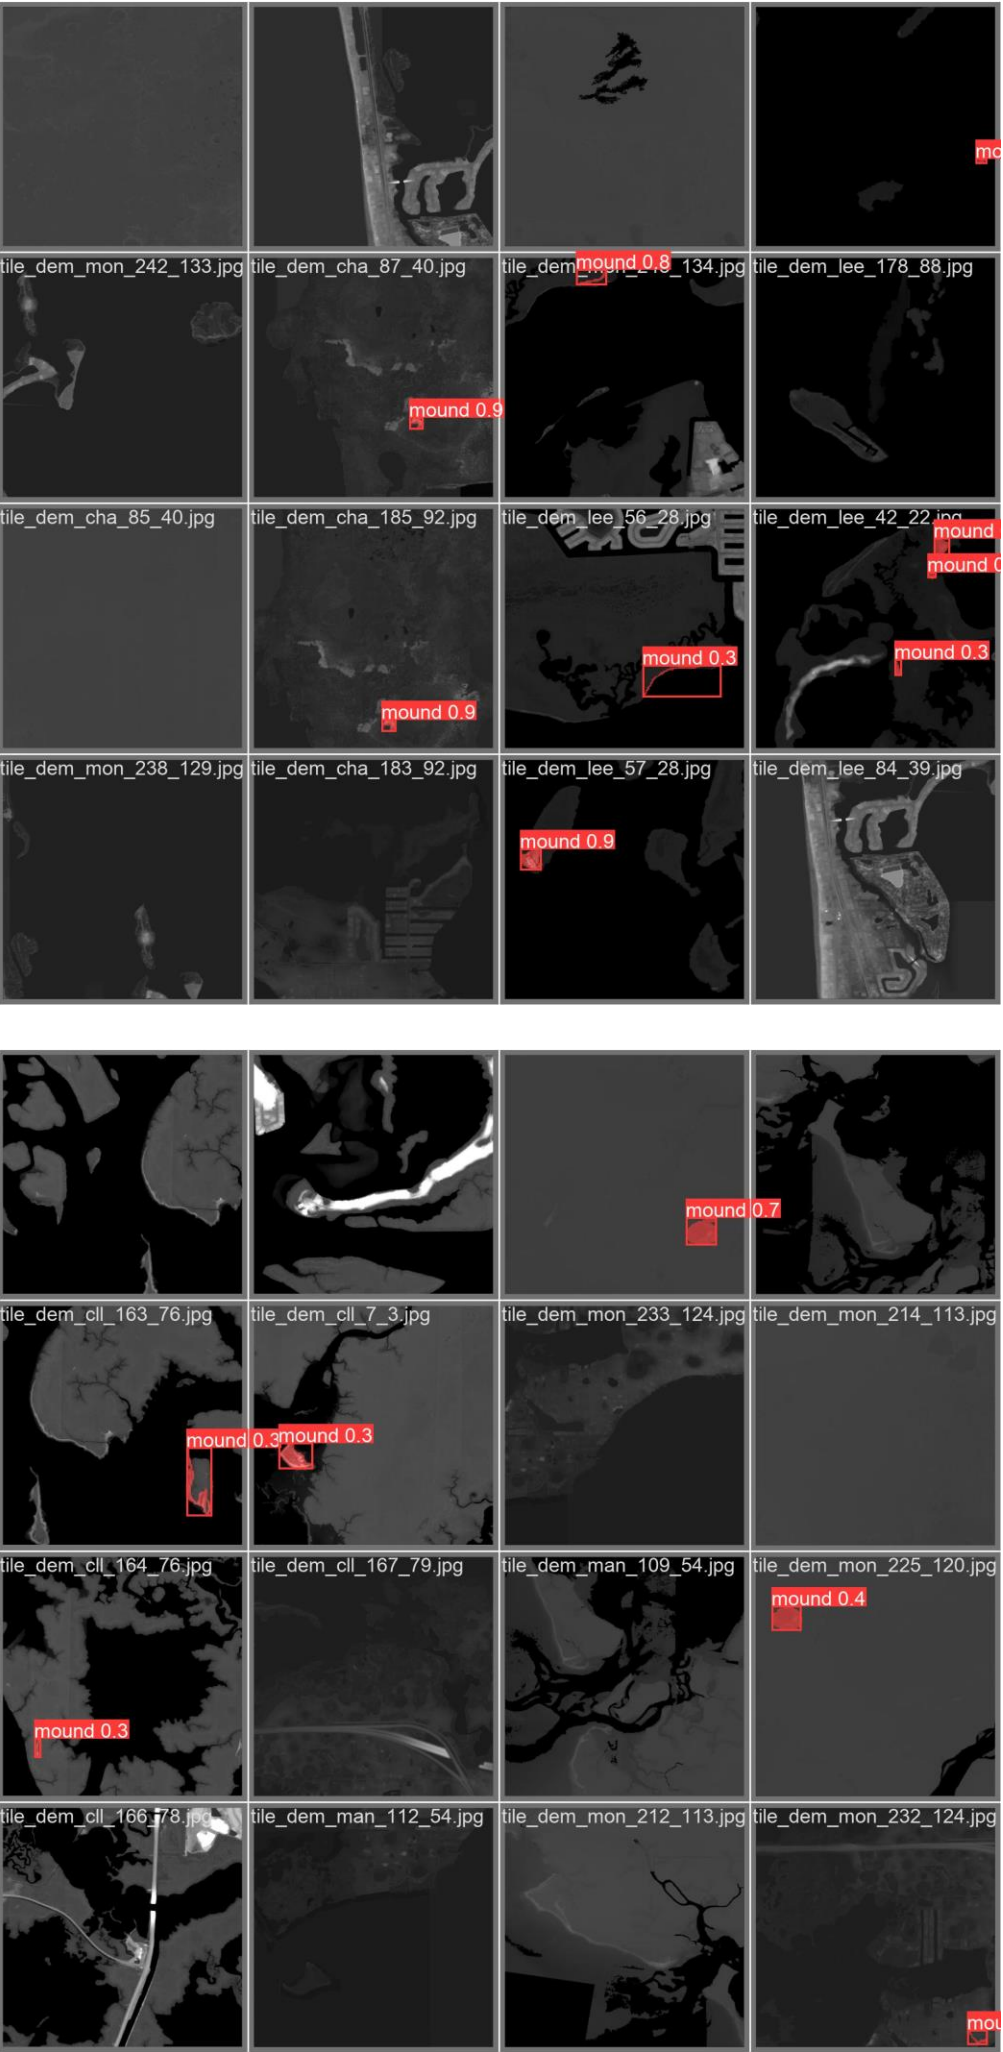 mo
tile_dem_mon_242_133.jpg
tile_dem_cha_87_40.jpg
mound 0.8
_134.jpg
tile_dem_lee_178_88.jpg
mound 0.9
tile_dem_cha_85_40.jpg
tile_dem_cha_185_92.jpg
tile_dem_lee_56_28.jpg
tile_dem_lee_42_22.jpg
mound
mound 0
mound 0.3
mound 0.3
mound 0.9
tile_dem_mon_238_129.jpg
tile_dem_cha_183_92.jpg
tile_dem_lee_57_28.jpg
tile_dem_lee_84_39.jpg
mound 0.9
mound 0.7
tile_dem_cll_163_76.jpg
tile_dem_cll_7_3.jpg
tile_dem_mon_233_124.jpg
tile_dem_mon_214_113.jpg
mound 0.3
mound 0.3
tile_dem_cll_164_76.jpg
tile_dem_cll_167_79.jpg
tile_dem_man_109_54.jpg
tile_dem_mon_225_120.jpg
mound 0.4
mound 0.3
tile_dem_cll_166_78.jpg
tile_dem_man_112_54.jpg
tile_dem_mon_212_113.jpg
tile_dem_mon_232_124.jpg
mou